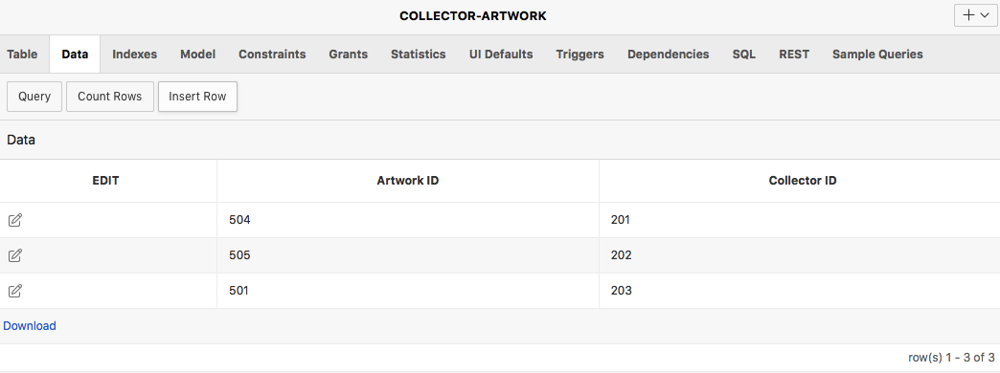 COLLECTOR-ARTWORK
Table Data Indexes Model Constraints Grants Statistics UI Defaults Triggers Dependencies SQL REST Sample Queries
Query Count Rows Insert Row
Data
EDIT Artwork ID Collector ID
504 201
505 202
501 203
Download
row(s) 1 - 3 of 3